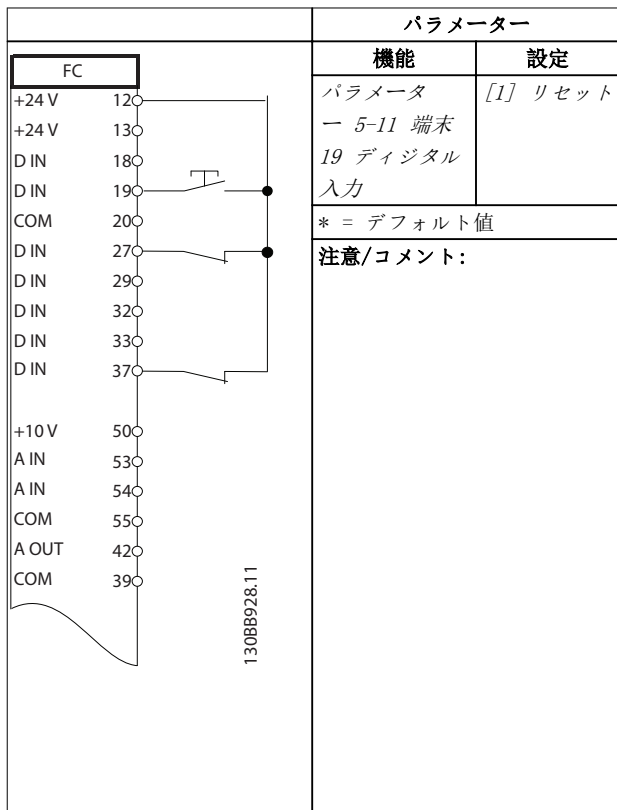 パラメーター
機能 設定
パラメータ [1] リセット
ー 5-11 端末
19 ディジタル
入力
* = デフォルト値
注意/コメント:
FC
+24 V 12
+24 V 13
D IN 18
D IN 19
COM 20
D IN 27
D IN 29
D IN 32
D IN 33
D IN 37
+10 V 50
A IN 53
A IN 54
COM 55
A OUT 42
COM 39
130BB928.11